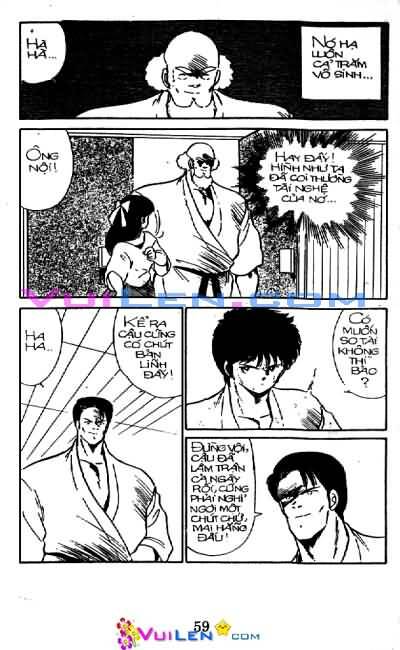 HA
HA...
NÓ HẠ
LUÔN
CẢ TRĂM
VÕ SINH...
ÔNG
NỘI!
HAY ĐẤY!
HÌNH NHƯ TA
ĐÃ COI THƯỜNG
TÀI NGHỆ
CỦA NÓ...
VUILEN.COM
HA
HA...
KỂ RA
CẬU CŨNG
CÓ CHÚT
BẢN
LĨNH
ĐẤY!
CÓ
MUỐN
SO TÀI
KHÔNG
THÌ
BẢO
?
ĐỪNG VỘI,
CẬU ĐÃ
LÂM TRẬN
CẢ NGÀY
RỒI, CŨNG
PHẢI NGHỈ
NGƠI MỘT
CHÚT CHỨ,
MAI HẴNG
ĐẤU!
59
VUILEN.COM